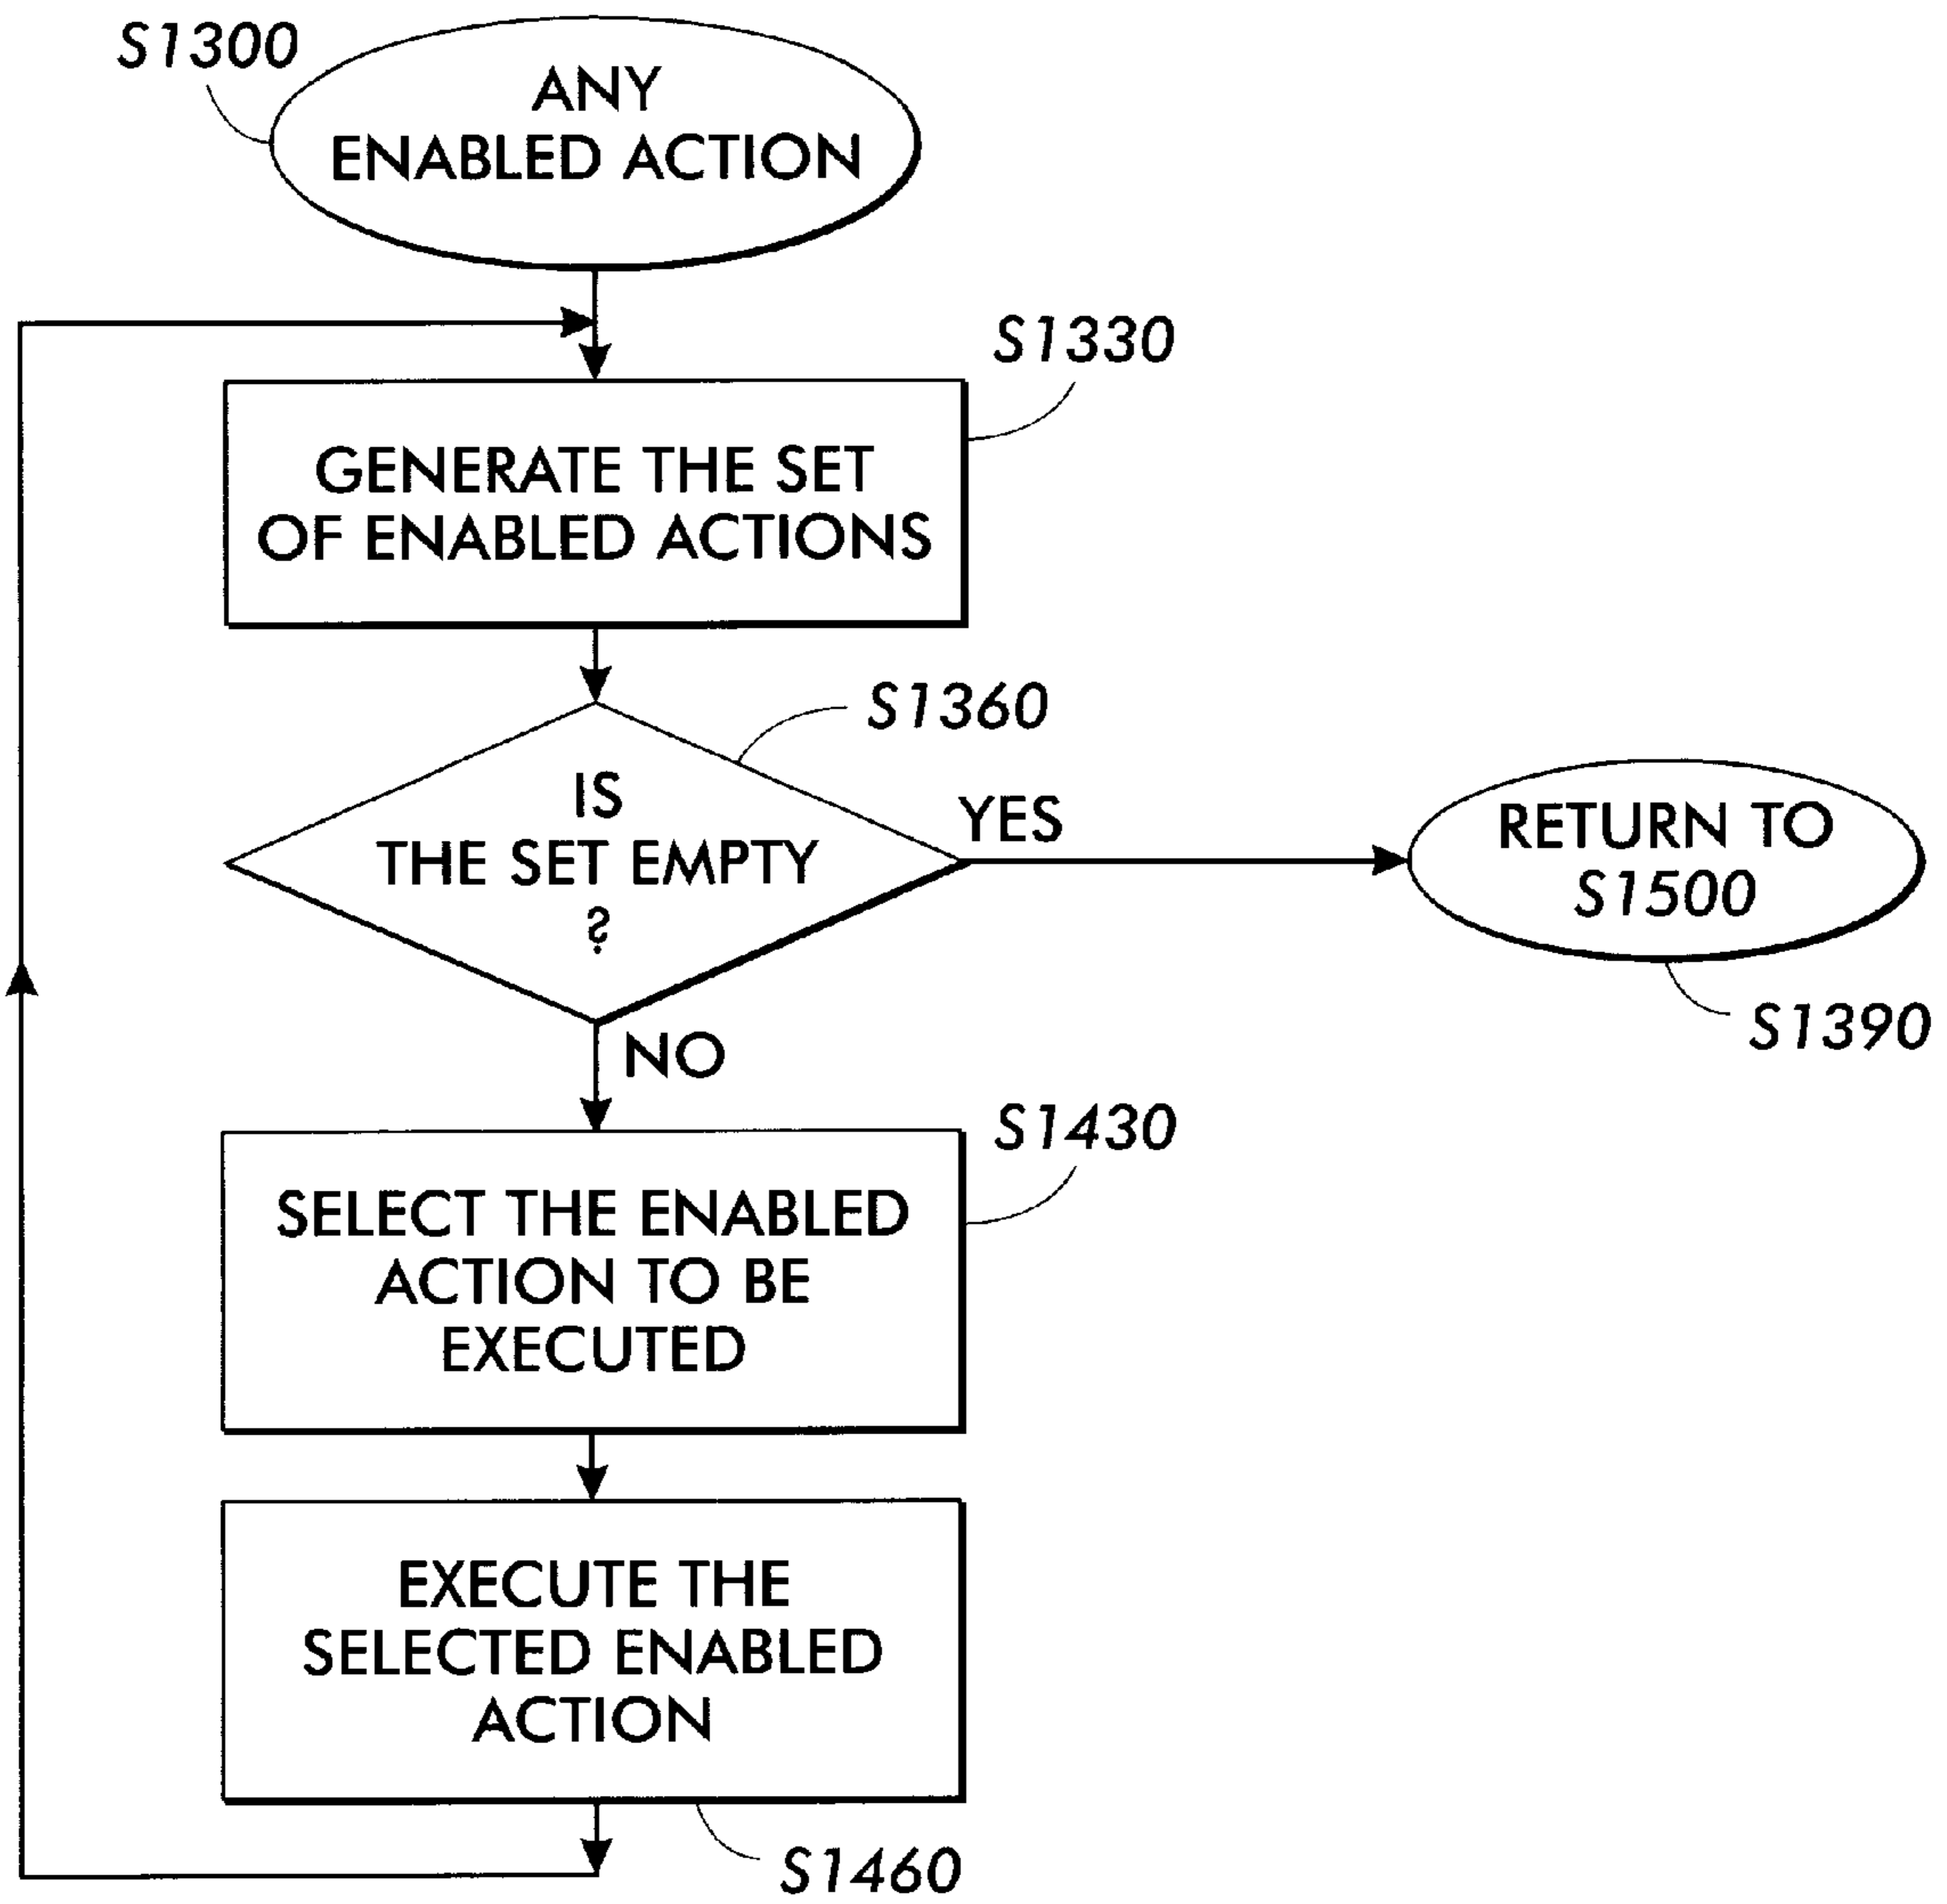 S1300
ANY
ENABLED ACTION
S1330
GENERATE THE SET
OF ENABLED ACTIONS
S1360
IS
THE SET EMPTY
?
YES
RETURN TO
S1500
S1390
NO
S1430
SELECT THE ENABLED
ACTION TO BE
EXECUTED
EXECUTE THE
SELECTED ENABLED
ACTION
S1460